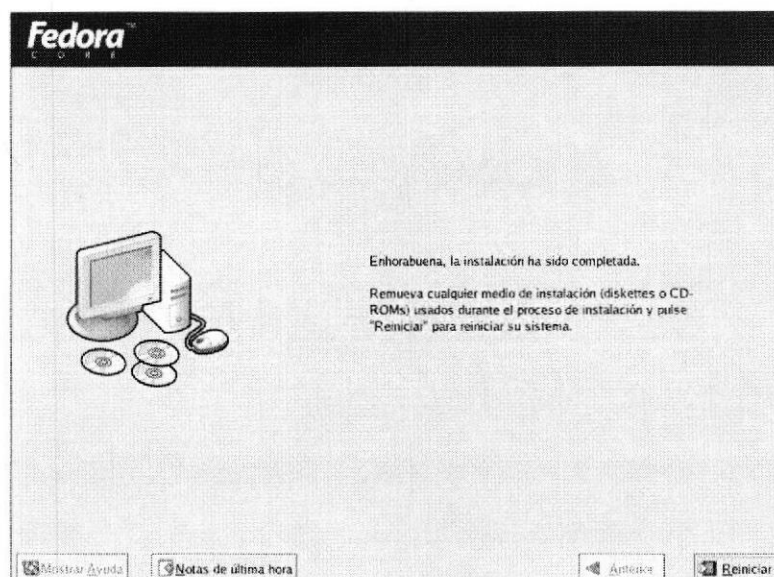 Fedora™
CORE
Enhorabuena, la instalación ha sido completada.
Remueva cualquier medio de instalación (diskettes o CD-
ROMs) usados durante el proceso de instalación y pulse
"Reiniciar" para reiniciar su sistema.
Mostrar Ayuda
Notas de última hora
Anterior
Reiniciar